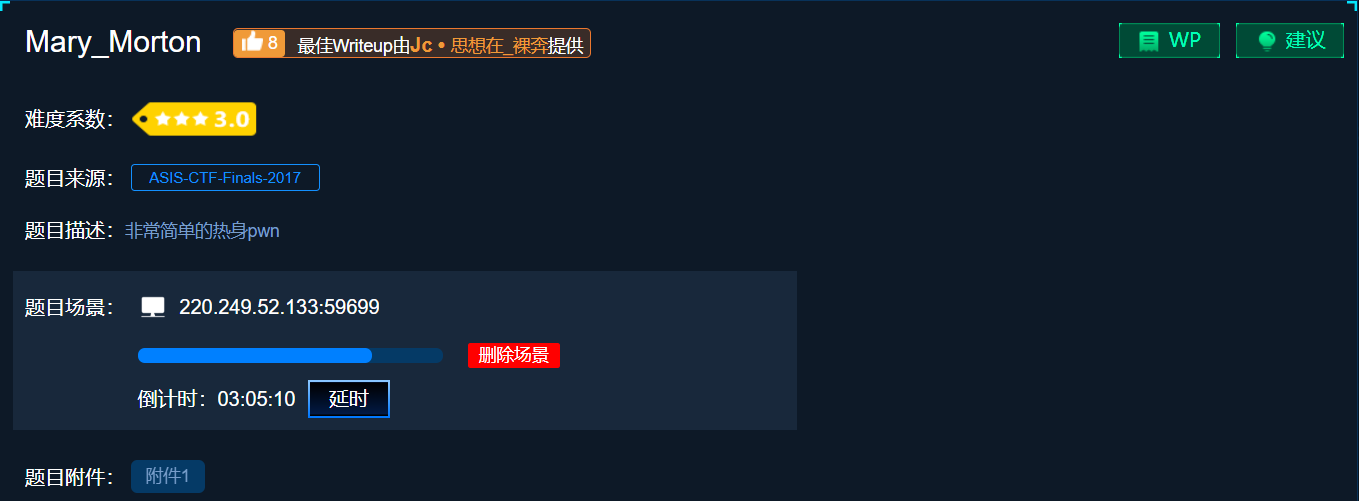 Mary_Morton 8 最佳Writeup由Jc • 思想在_裸奔提供 WP 建议
难度系数： 3.0
题目来源： ASIS-CTF-Finals-2017
题目描述：非常简单的热身pwn
题目场景： 220.249.52.133:59699
删除场景
倒计时：03:05:10 延时
题目附件： 附件1